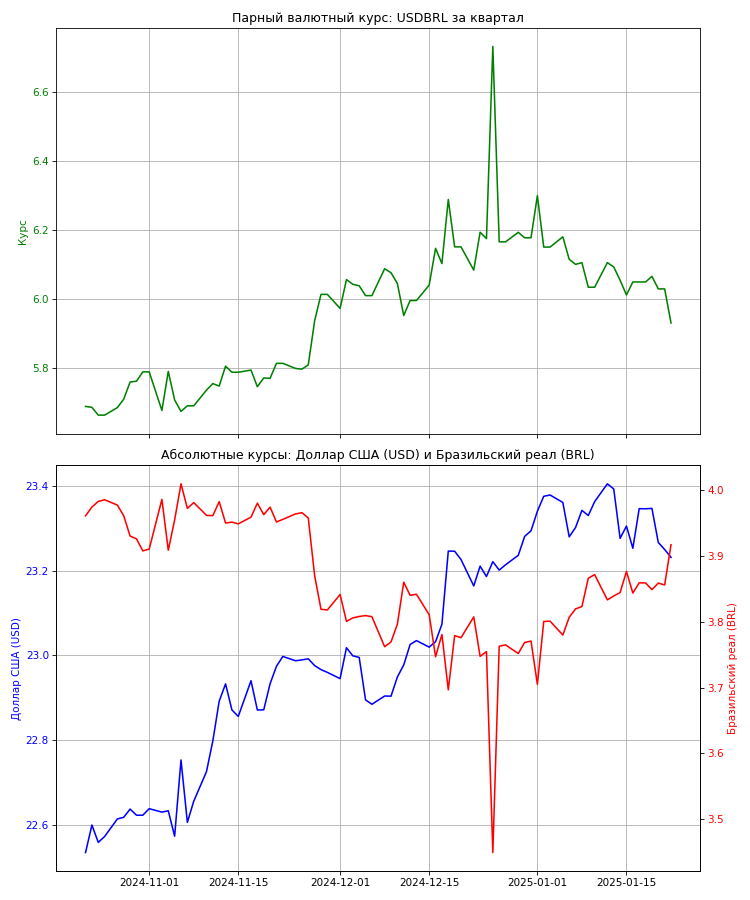 Парный валютный курс: USDBRL за квартал
Курс
6.6
6.4
6.2
6.0
5.8
Абсолютные курсы: Доллар США (USD) и Бразильский реал (BRL)
Доллар США (USD)
23.4
23.2
23.0
22.8
22.6
4.0
3.9
3.8
3.7
3.6
3.5
Бразильский реал (BRL)
2024-11-01 2024-11-15 2024-12-01 2024-12-15 2025-01-01 2025-01-15